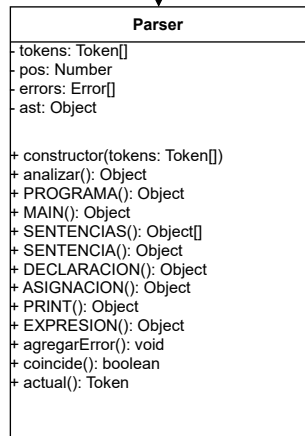 Parser
- tokens: Token[]
- pos: Number
- errors: Error[]
- ast: Object
+ constructor(tokens: Token[])
+ analizar(): Object
+ PROGRAMA(): Object
+ MAIN(): Object
+ SENTENCIAS(): Object[]
+ SENTENCIA(): Object
+ DECLARACION(): Object
+ ASIGNACION(): Object
+ PRINT(): Object
+ EXPRESION(): Object
+ agregarError(): void
+ coincide(): boolean
+ actual(): Token